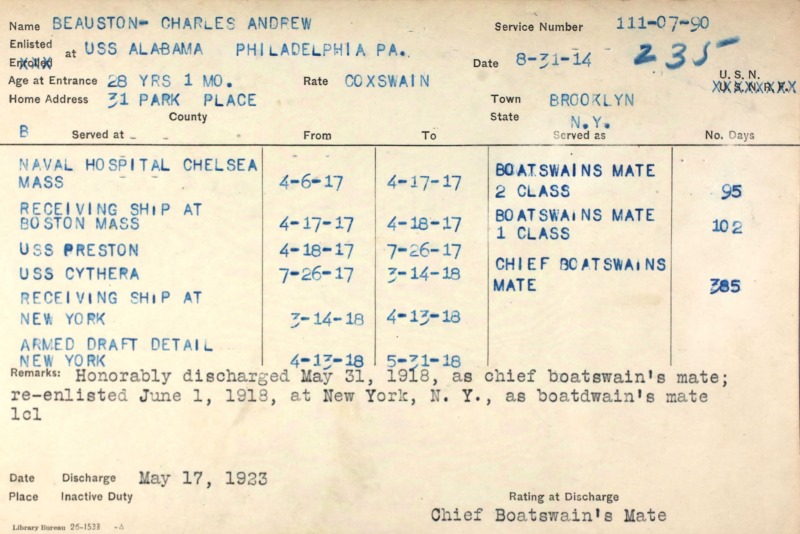 Name BEAUSTON- CHARLES ANDREW Service Number 111-07-90
Enlisted at USS ALABAMA PHILADELPHIA PA. Date 8-31-14 235
Enrolled
Age at Entrance 28 YRS 1 MO. Rate COXSWAIN U. S. N.
Home Address 31 PARK PLACE Town BROOKLYN
County State N.Y.
B Served at From To Served as No. Days
NAVAL HOSPITAL CHELSEA MASS 4-6-17 4-17-17 BOATSWAINS MATE
2 CLASS 95
RECEIVING SHIP AT
BOSTON MASS 4-17-17 4-18-17 BOATSWAINS MATE
1 CLASS 102
USS PRESTON 4-18-17 7-26-17
USS CYTHERA 7-26-17 3-14-18 CHIEF BOATSWAINS
MATE 385
RECEIVING SHIP AT
NEW YORK 3-14-18 4-13-18
ARMED DRAFT DETAIL
NEW YORK 4-13-18 5-31-18
Remarks: Honorably discharged May 31, 1918, as chief boatswain's mate;
re-enlisted June 1, 1918, at New York, N. Y., as boatdwain's mate
1cl
Date Discharge May 17, 1923
Place Inactive Duty Rating at Discharge
Chief Boatswain's Mate
Library Bureau 26-1538